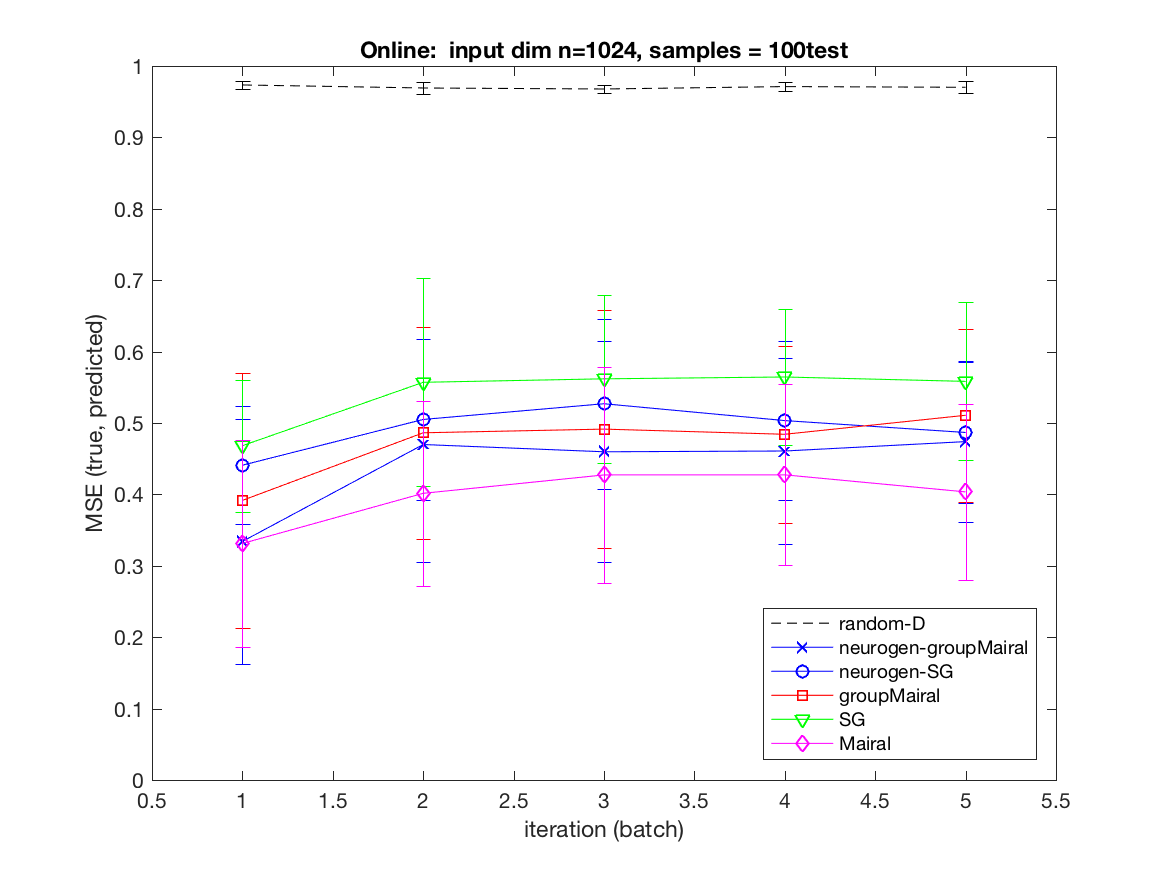 Online:  input dim n=1024, samples = 100test
MSE (true, predicted)
1
0.9
0.8
0.7
0.6
0.5
0.4
0.3
0.2
0.1
0
0.5 1 1.5 2 2.5 3 3.5 4 4.5 5 5.5
iteration (batch)
random-D
neurogen-groupMairal
neurogen-SG
groupMairal
SG
Mairal